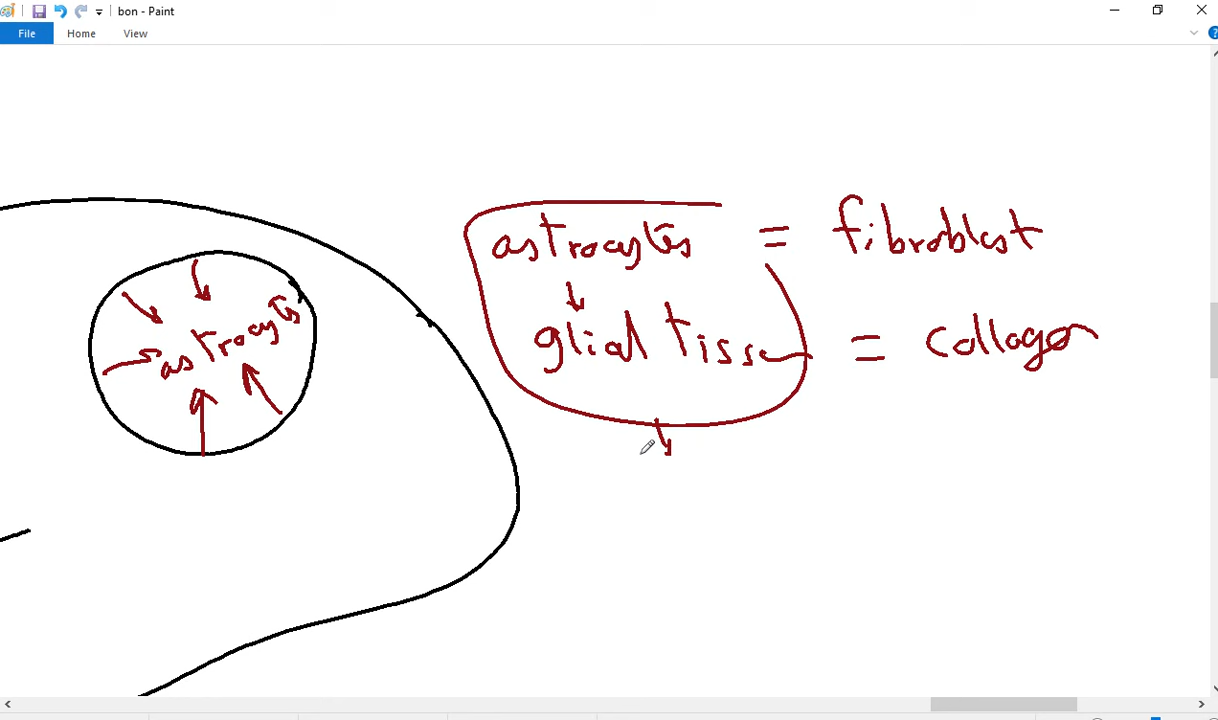 bon - Paint
File Home View
astrocytes = fibroblast
glial tissue = collagen
astrocytes